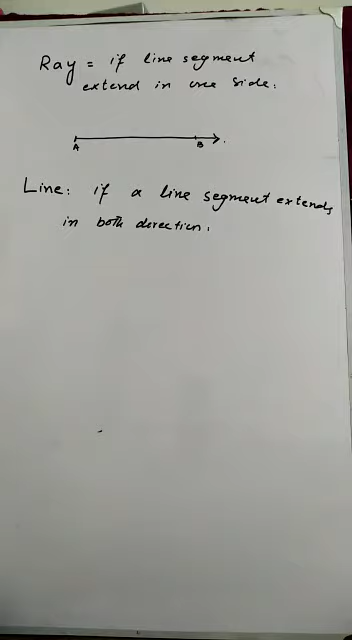 Ray = if line segment
extend in one side.
A B
Line: if a line segment extends
in both direction.